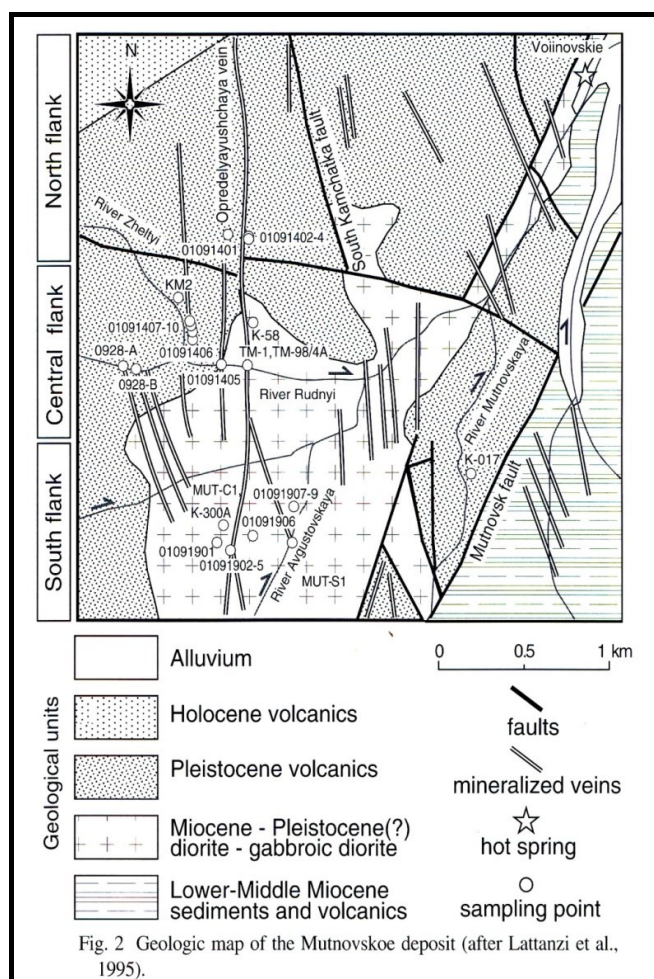 Voiinovskie
N
North flank
Opredelyayushchaya vein
South Kamchatka fault
River Zheltyi
01091401
01091402-4
Central flank
KM2
01091407-10
K-58
0928-A
01091406
TM-1,TM-98/4A
0928-B
01091405
River Rudnyi
River Mutnovskaya
K-017
Mutnovsk fault
South flank
MUT-C1,
K-300A
01091907-9
01091906
01091901
01091902-5
MUT-S1
River Avgustovskaya
Geological units
Alluvium
Holocene volcanics
Pleistocene volcanics
Miocene - Pleistocene(?)
diorite - gabbroic diorite
Lower-Middle Miocene
sediments and volcanics
0 0.5 1 km
faults
mineralized veins
hot spring
sampling point
Fig. 2 Geologic map of the Mutnovskoe deposit (after Lattanzi et al.,
1995).